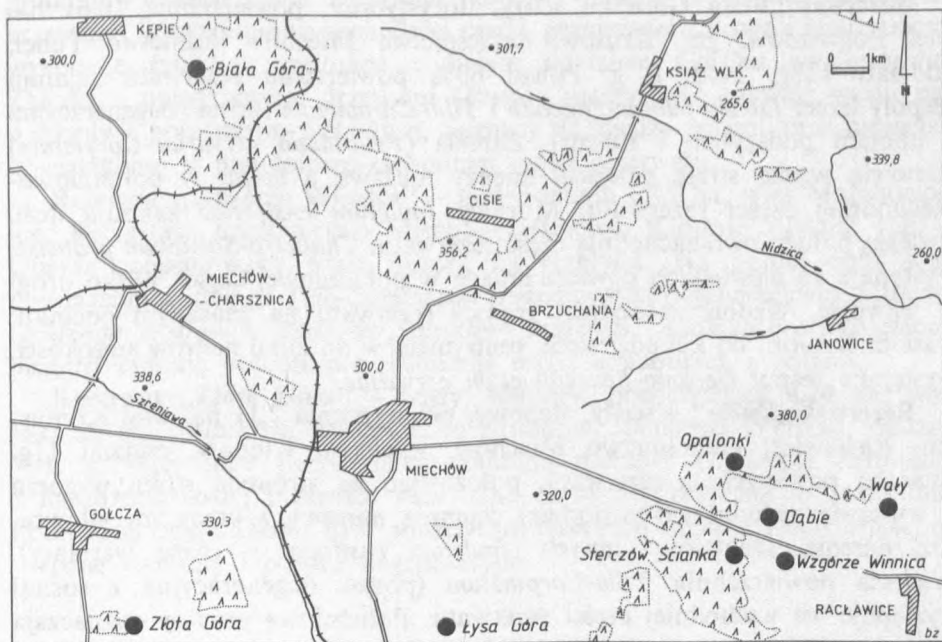 KĘPIE
300,0
Biała Góra
301,7
KSIĄŻ WLK.
265,6
1km
N
339,8
CISIE
356,2
Nidzica
260,0
MIECHÓW-
-CHARSZNICA
BRZUCHANIA
JANOWICE
338,6
Szreniawa
300,0
380,0
MIECHÓW
Opalonki
Wały
GOŁCZA
330,3
320,0
Dąbie
Sterczów Ścianka
Wzgórze Winnica
RACŁAWICE
Złota Góra
Łysa Góra